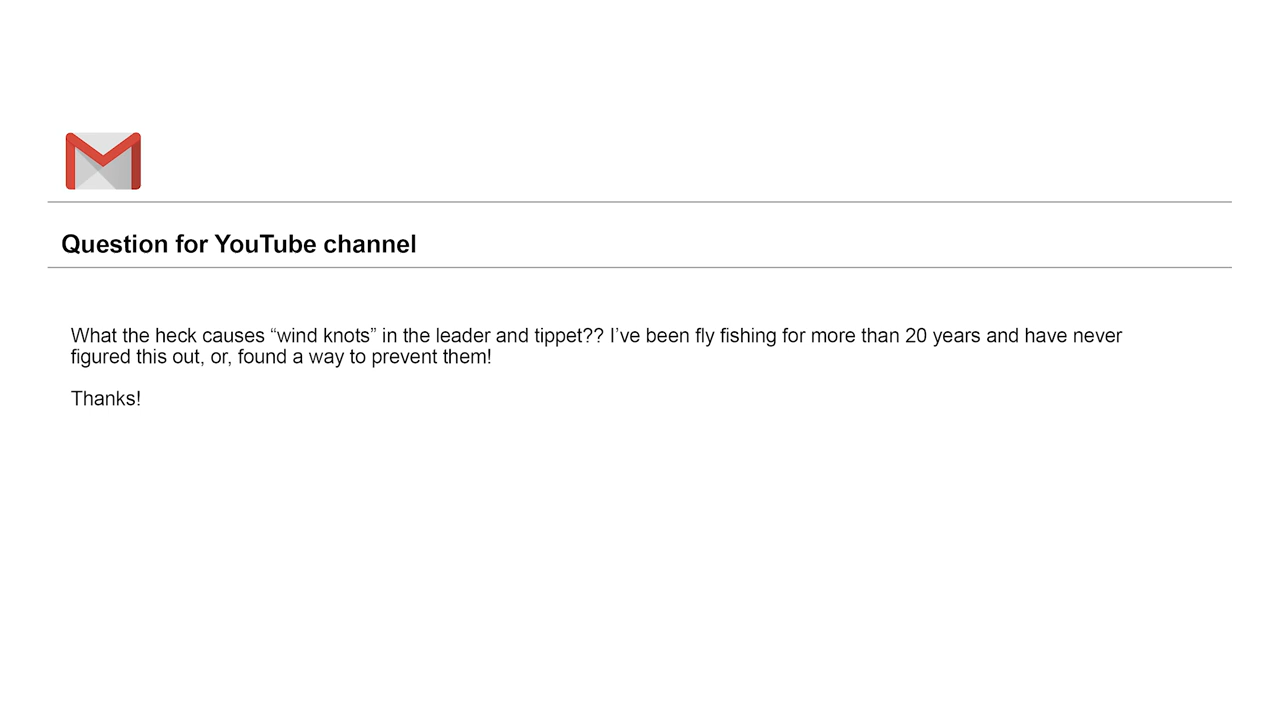 Question for YouTube channel
What the heck causes “wind knots” in the leader and tippet?? I’ve been fly fishing for more than 20 years and have never
figured this out, or, found a way to prevent them!
Thanks!